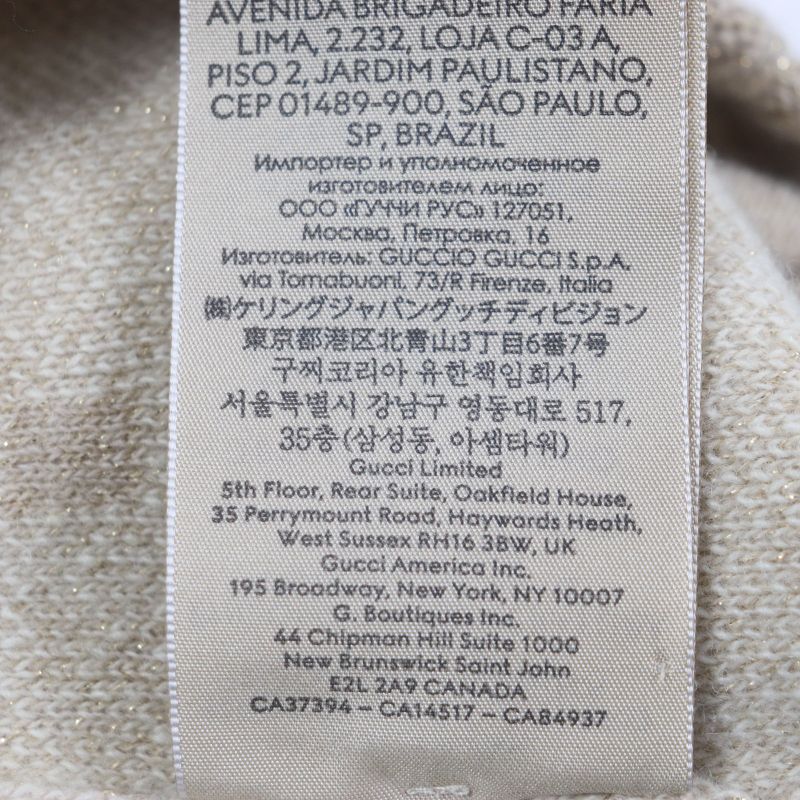 AVENIDA BRIGADEIRO FARIA
LIMA, 2.232, LOJA C-03 A,
PISO 2, JARDIM PAULISTANO,
CEP 01489-900, SÃO PAULO,
SP, BRAZIL
Импортер и уполномоченное
изготовителем лицо:
ООО «ГУЧЧИ РУС» 127051,
Москва, Петровка, 16
Изготовитель: GUCCIO GUCCI S.p.A.
via Tornabuoni, 73/R Firenze, Italia
㈱ケリングジャパングッチディビジョン
東京都港区北青山3丁目6番7号
구찌코리아 유한책임회사
서울특별시 강남구 영동대로 517,
35층(삼성동, 아셈타워)
Gucci Limited
5th Floor, Rear Suite, Oakfield House,
35 Perrymount Road, Haywards Heath,
West Sussex RH16 3BW, UK
Gucci America Inc.
195 Broadway, New York, NY 10007
G. Boutiques Inc.
44 Chipman Hill Suite 1000
New Brunswick Saint John
E2L 2A9 CANADA
CA37394 – CA14517 – CA84937